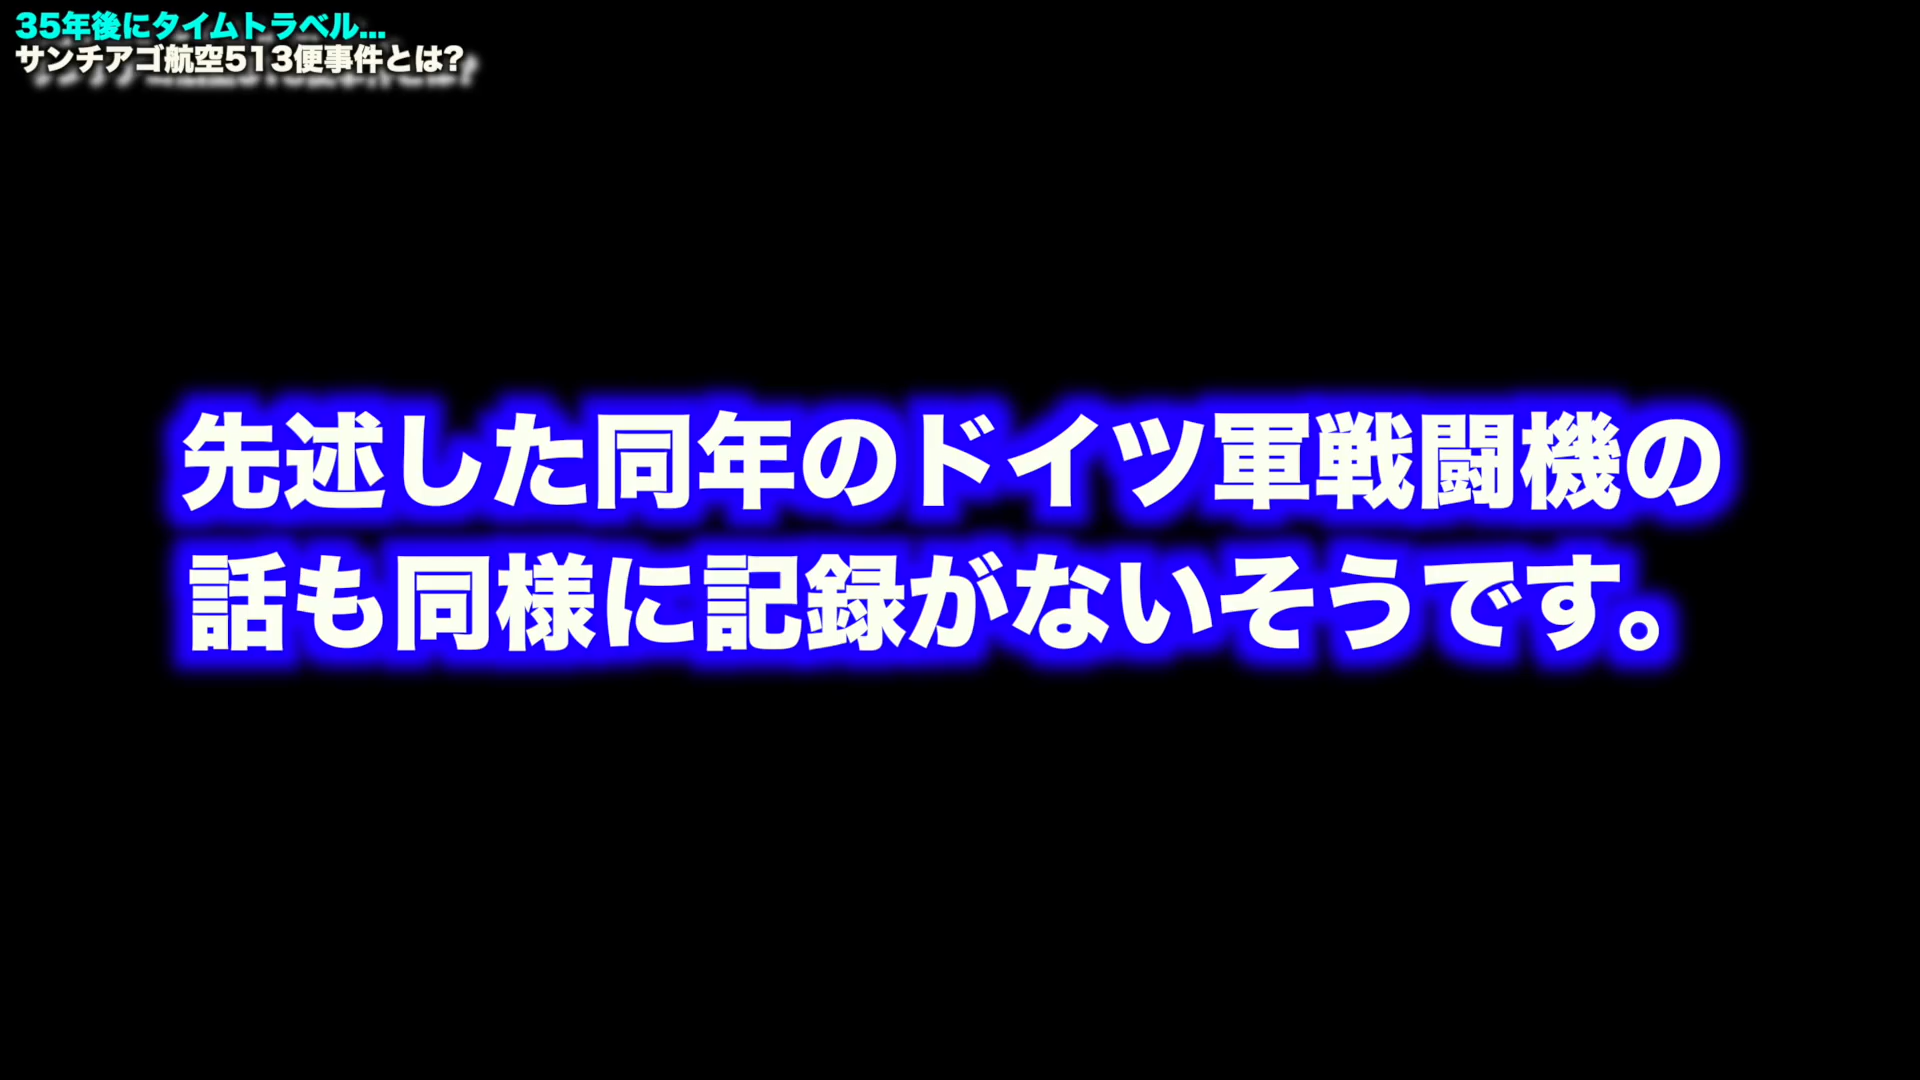 35年後にタイムトラベル...
サンチアゴ航空513便事件とは?
先述した同年のドイツ軍戦闘機の
話も同様に記録がないそうです。